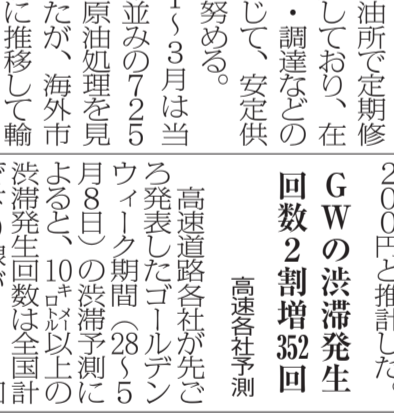 油所で定期修
しており、在
・調達などの
じて、安定供
努める。
1〜3月は当
並みの725
原油処理を見
たが、海外市
に推移して輸
200円と推計した。
GWの渋滞発生
回数2割増352回
高速各社予測
高速道路各社が先ご
ろ発表したゴールデン
ウィーク期間（28〜5
月8日）の渋滞予測に
よると、10キロメートル以上の
渋滞発生回数は全国計